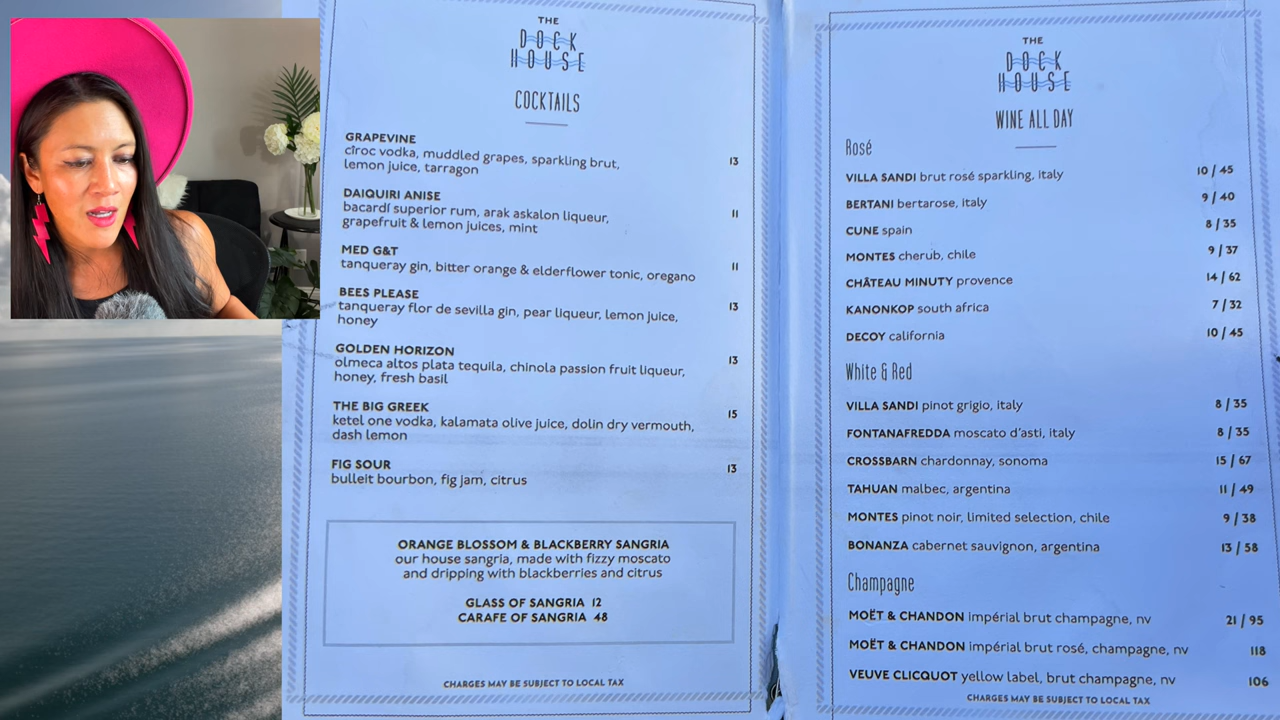 THE
DOCK
HOUSE
COCKTAILS
GRAPEVINE
cîroc vodka, muddled grapes, sparkling brut,
lemon juice, tarragon
13
DAIQUIRI ANISE
bacardí superior rum, arak askalon liqueur,
grapefruit & lemon juices, mint
11
MED G&T
tanqueray gin, bitter orange & elderflower tonic, oregano
11
BEES PLEASE
tanqueray flor de sevilla gin, pear liqueur, lemon juice,
honey
13
GOLDEN HORIZON
olmeca altos plata tequila, chinola passion fruit liqueur,
honey, fresh basil
13
THE BIG GREEK
ketel one vodka, kalamata olive juice, dolin dry vermouth,
dash lemon
15
FIG SOUR
bulleit bourbon, fig jam, citrus
13
ORANGE BLOSSOM & BLACKBERRY SANGRIA
our house sangria, made with fizzy moscato
and dripping with blackberries and citrus
GLASS OF SANGRIA 12
CARAFE OF SANGRIA 48
CHARGES MAY BE SUBJECT TO LOCAL TAX
THE
DOCK
HOUSE
WINE ALL DAY
Rosé
VILLA SANDI brut rosé sparkling, italy 10 / 45
BERTANI bertarose, italy 9 / 40
CUNE spain 8 / 35
MONTES cherub, chile 9 / 37
CHÂTEAU MINUTY provence 14 / 62
KANONKOP south africa 7 / 32
DECOY california 10 / 45
White & Red
VILLA SANDI pinot grigio, italy 8 / 35
FONTANAFREDDA moscato d'asti, italy 8 / 35
CROSSBARN chardonnay, sonoma 15 / 67
TAHUAN malbec, argentina 11 / 49
MONTES pinot noir, limited selection, chile 9 / 38
BONANZA cabernet sauvignon, argentina 13 / 58
Champagne
MOËT & CHANDON impérial brut champagne, nv 21 / 95
MOËT & CHANDON impérial brut rosé, champagne, nv 118
VEUVE CLICQUOT yellow label, brut champagne, nv 106
CHARGES MAY BE SUBJECT TO LOCAL TAX